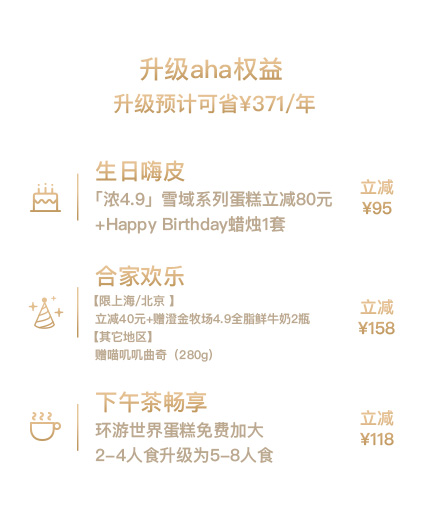 升级aha权益
升级预计可省¥371/年
生日嗨皮
「浓4.9」雪域系列蛋糕立减80元
+Happy Birthday蜡烛1套
立减
¥95
合家欢乐
【限上海/北京 】
立减40元+赠澄金牧场4.9全脂鲜牛奶2瓶
【其它地区】
赠喵叽叽曲奇（280g）
立减
¥158
下午茶畅享
环游世界蛋糕免费加大
2-4人食升级为5-8人食
立减
¥118